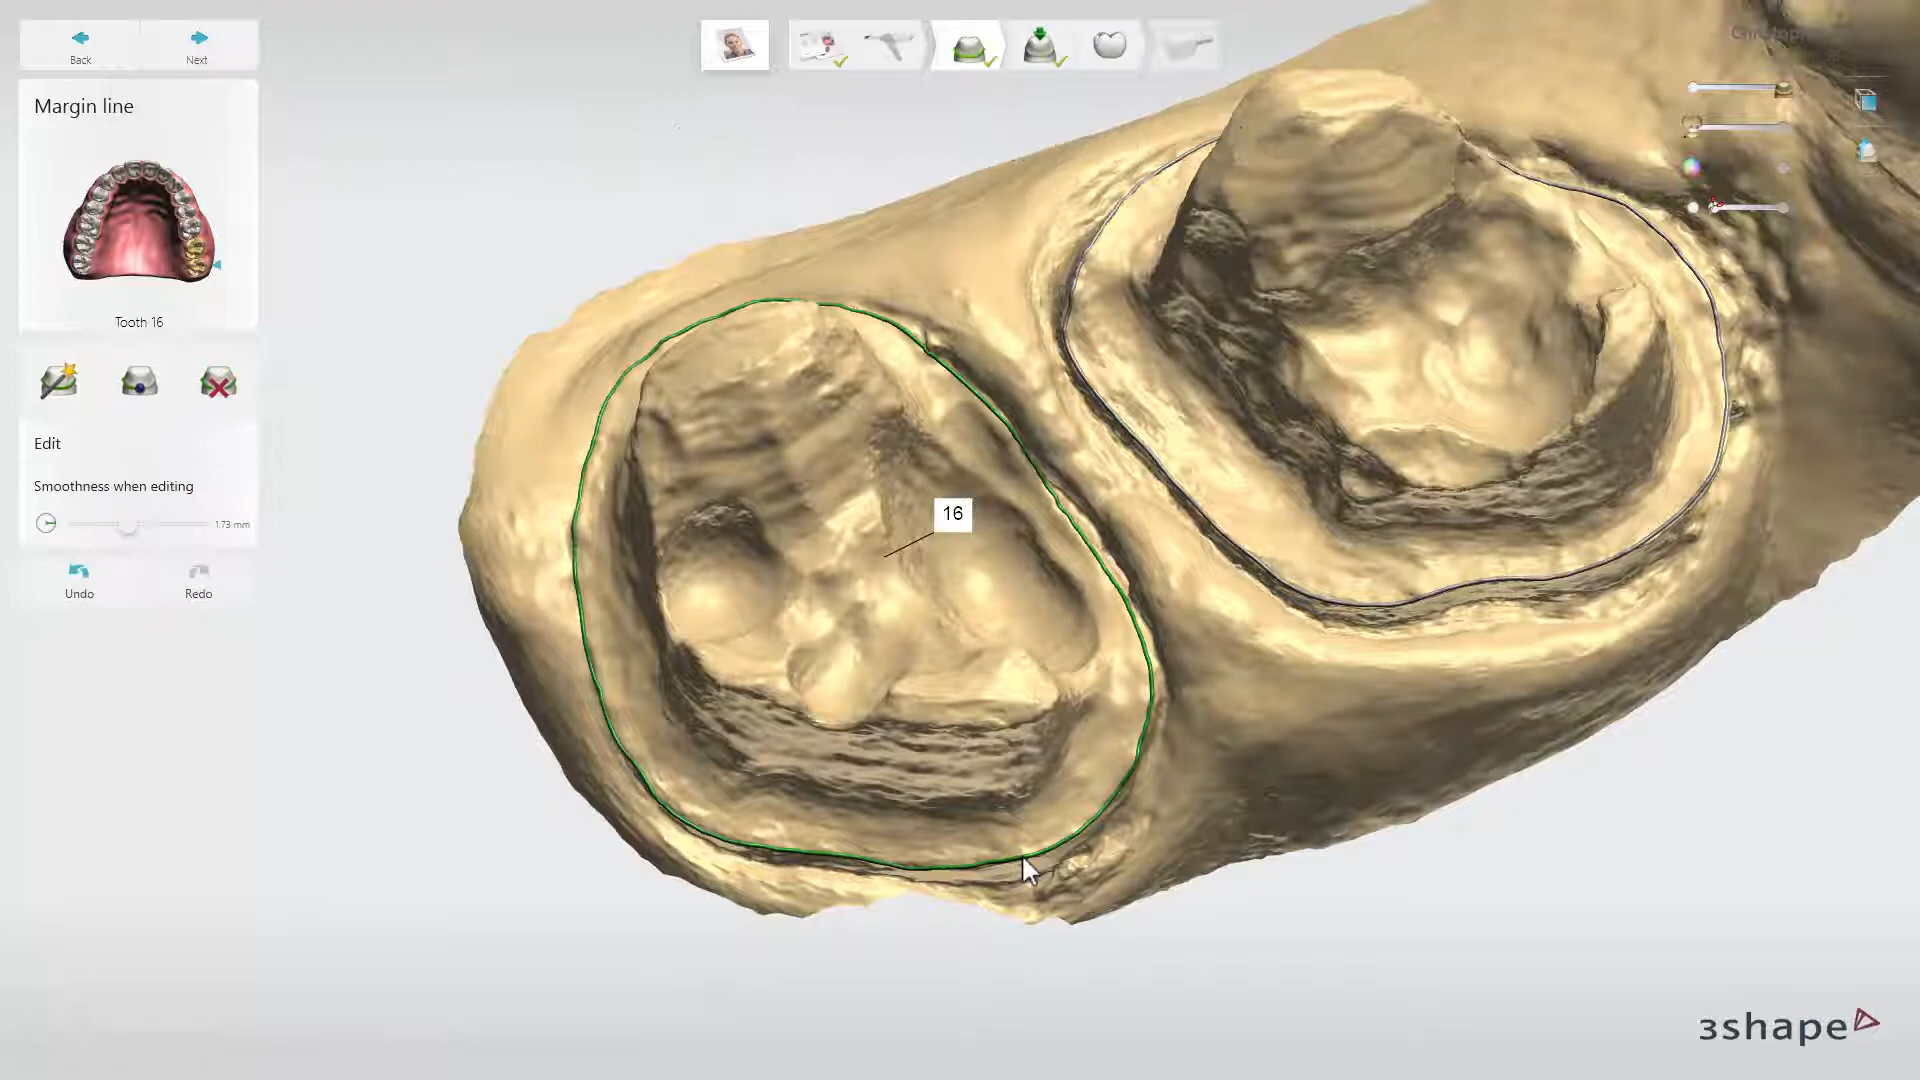 Back
Next
Margin line
Tooth 16
Edit
Smoothness when editing
1.73 mm
Undo
Redo
16
3shape